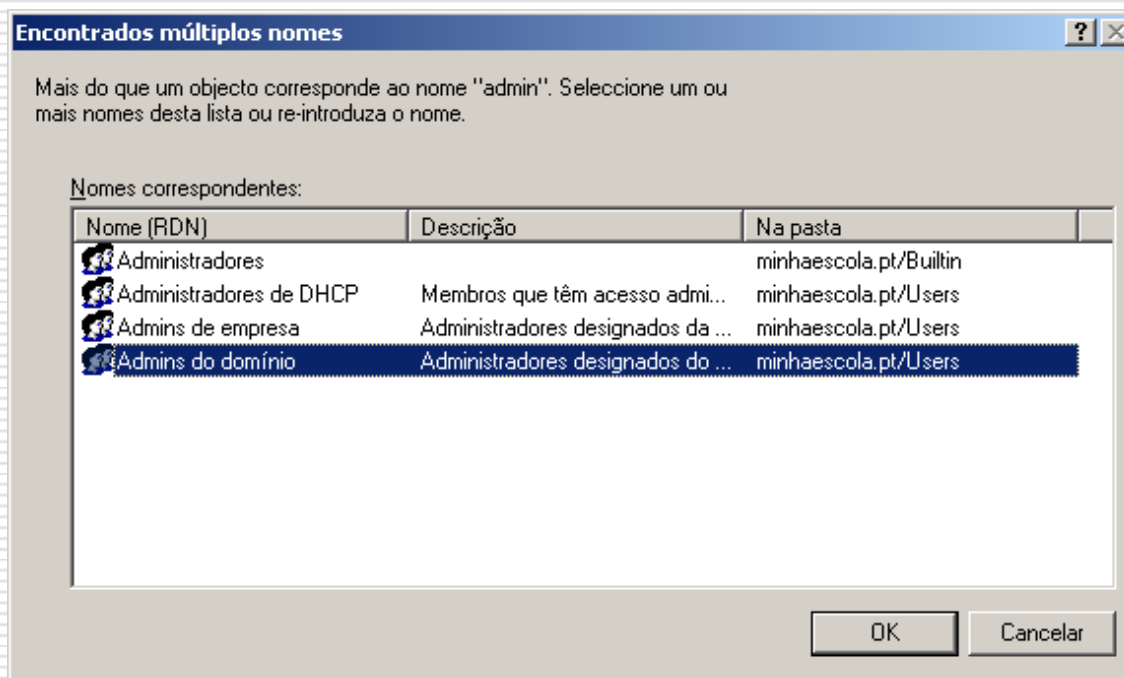 Encontrados múltiplos nomes
Mais do que um objecto corresponde ao nome "admin". Seleccione um ou
mais nomes desta lista ou re-introduza o nome.
Nomes correspondentes:
Nome (RDN) Descrição Na pasta
Administradores minhaescola.pt/Builtin
Administradores de DHCP Membros que têm acesso admi... minhaescola.pt/Users
Admins de empresa Administradores designados da ... minhaescola.pt/Users
Admins do domínio Administradores designados do ... minhaescola.pt/Users
OK Cancelar